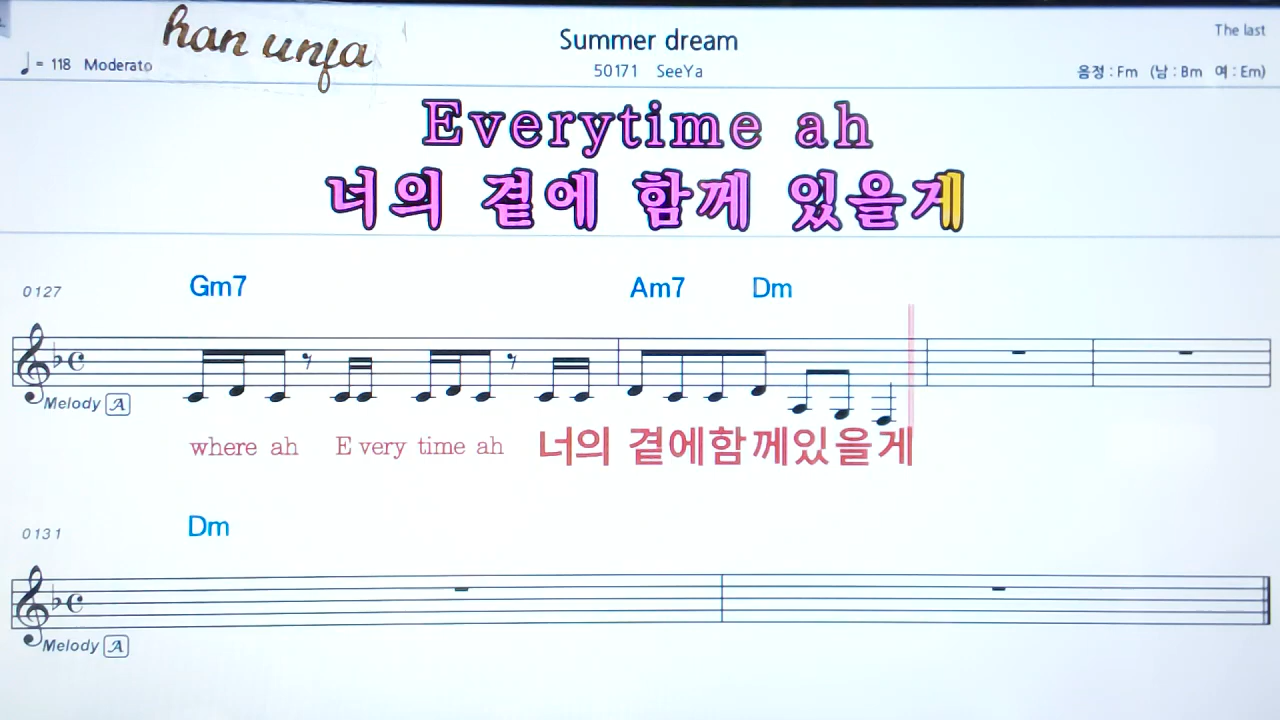 han unfa
Summer dream
The last
♩ = 118 Moderato
50171 SeeYa
음정 : Fm (남 : Bm 여 : Em)
Everytime ah
너의 곁에 함께 있을게
0127
Gm7 Am7 Dm
Melody A
where ah E very time ah 너의 곁에함께있을게
0131
Dm
Melody A